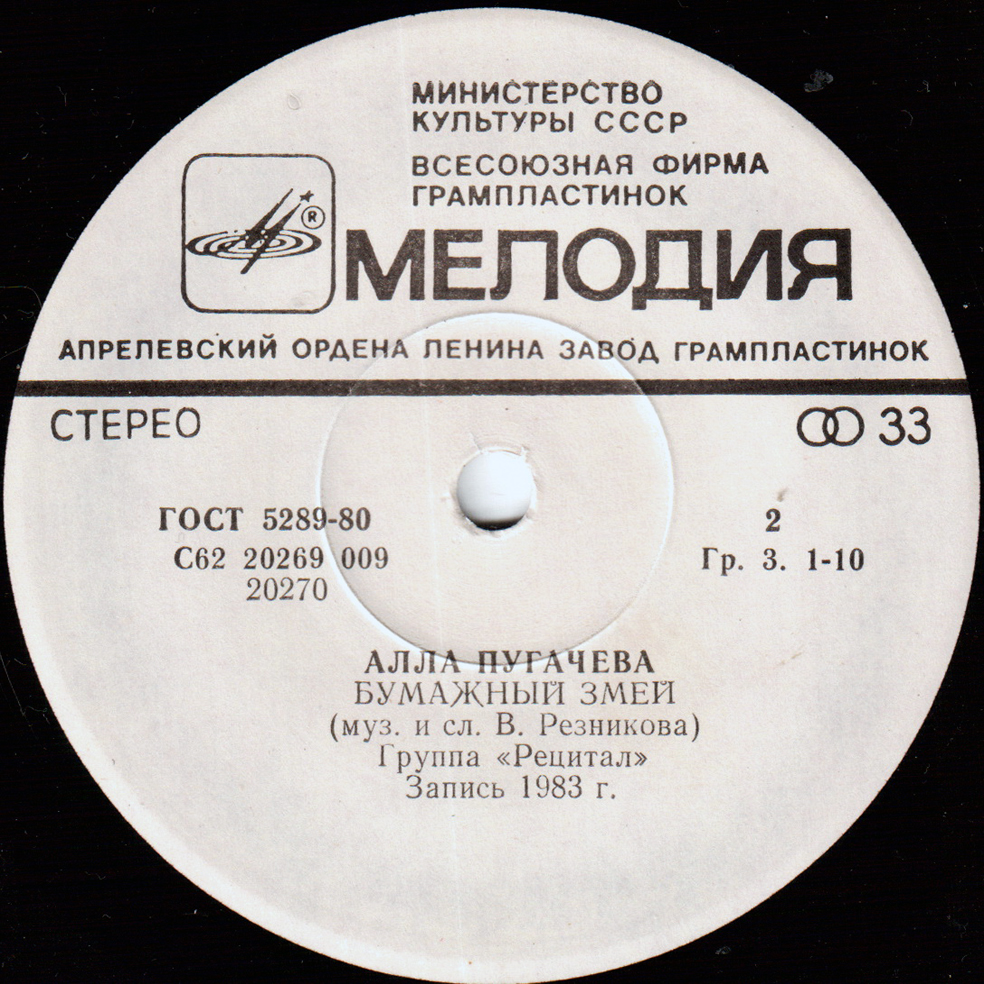 МИНИСТЕРСТВО
КУЛЬТУРЫ СССР
ВСЕСОЮЗНАЯ ФИРМА
ГРАМПЛАСТИНОК
®
МЕЛОДИЯ
АПРЕЛЕВСКИЙ ОРДЕНА ЛЕНИНА ЗАВОД ГРАМПЛАСТИНОК
СТЕРЕО
33
ГОСТ 5289-80
2
С62 20269 009
Гр. 3. 1-10
20270
АЛЛА ПУГАЧЕВА
БУМАЖНЫЙ ЗМЕЙ
(муз. и сл. В. Резникова)
Группа «Рецитал»
Запись 1983 г.